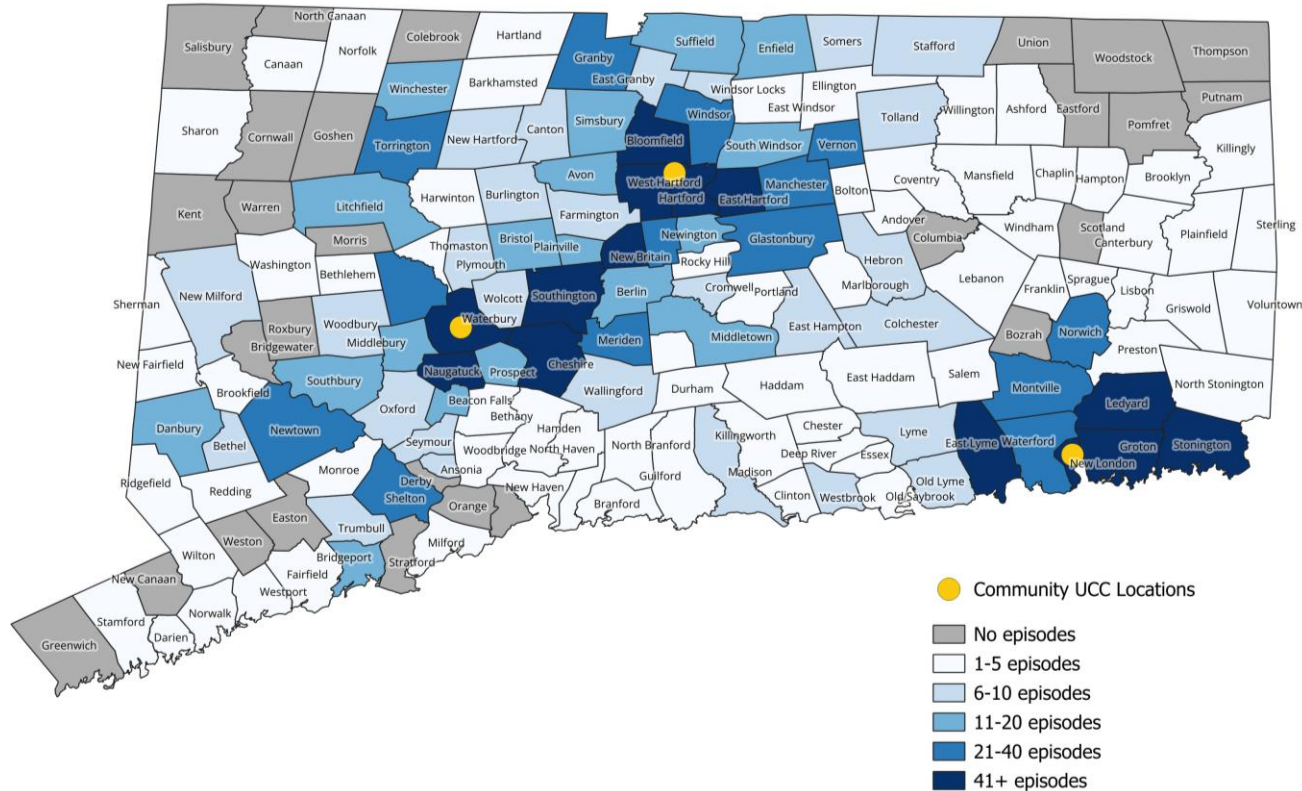 North Canaan
Salisbury
Canaan
Norfolk
Colebrook
Hartland
Granby
Suffield
Enfield
Somers
Stafford
Union
Woodstock
Thompson
East Granby
Winchester
Barkhamsted
Windsor Locks
Ellington
East Windsor
Willington
Ashford
Eastford
Putnam
Pomfret
Sharon
Cornwall
Goshen
Torrington
New Hartford
Canton
Simsbury
Bloomfield
Windsor
South Windsor
Vernon
Tolland
Killingly
Kent
Warren
Litchfield
Harwinton
Burlington
Avon
Farmington
West Hartford
Hartford
East Hartford
Manchester
Bolton
Coventry
Mansfield
Chaplin
Hampton
Brooklyn
Andover
Columbia
Windham
Scotland
Canterbury
Plainfield
Sterling
Morris
Washington
Bethlehem
Thomaston
Plymouth
Bristol
Plainville
New Britain
Newington
Rocky Hill
Glastonbury
Hebron
Marlborough
Lebanon
Franklin
Sprague
Lisbon
Griswold
Voluntown
Sherman
New Milford
Roxbury
Bridgewater
Woodbury
Middlebury
Waterbury
Wolcott
Southington
Berlin
Cromwell
Portland
East Hampton
Colchester
Bozrah
Norwich
Preston
New Fairfield
Brookfield
Southbury
Naugatuck
Prospect
Cheshire
Meriden
Middletown
Wallingford
Durham
Haddam
East Haddam
Salem
Montville
Ledyard
North Stonington
Danbury
Bethel
Newtown
Oxford
Beacon Falls
Bethany
Seymour
Woodbridge
Hamden
North Haven
North Branford
Guilford
Killingworth
Madison
Chester
Deep River
Essex
Lyme
East Lyme
Waterford
New London
Groton
Stonington
Ridgefield
Redding
Monroe
Ansonia
Derby
Shelton
Orange
New Haven
Branford
Clinton
Westbrook
Old Saybrook
Old Lyme
Wilton
Weston
Easton
Trumbull
Bridgeport
Stratford
Milford
New Canaan
Fairfield
Westport
Norwalk
Stamford
Darien
Greenwich
Community UCC Locations
No episodes
1-5 episodes
6-10 episodes
11-20 episodes
21-40 episodes
41+ episodes